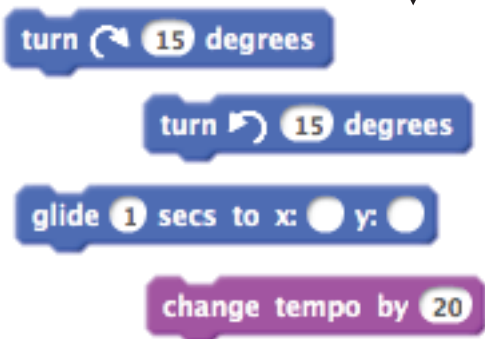 turn 15 degrees
turn 15 degrees
glide 1 secs to x: y:
change tempo by 20